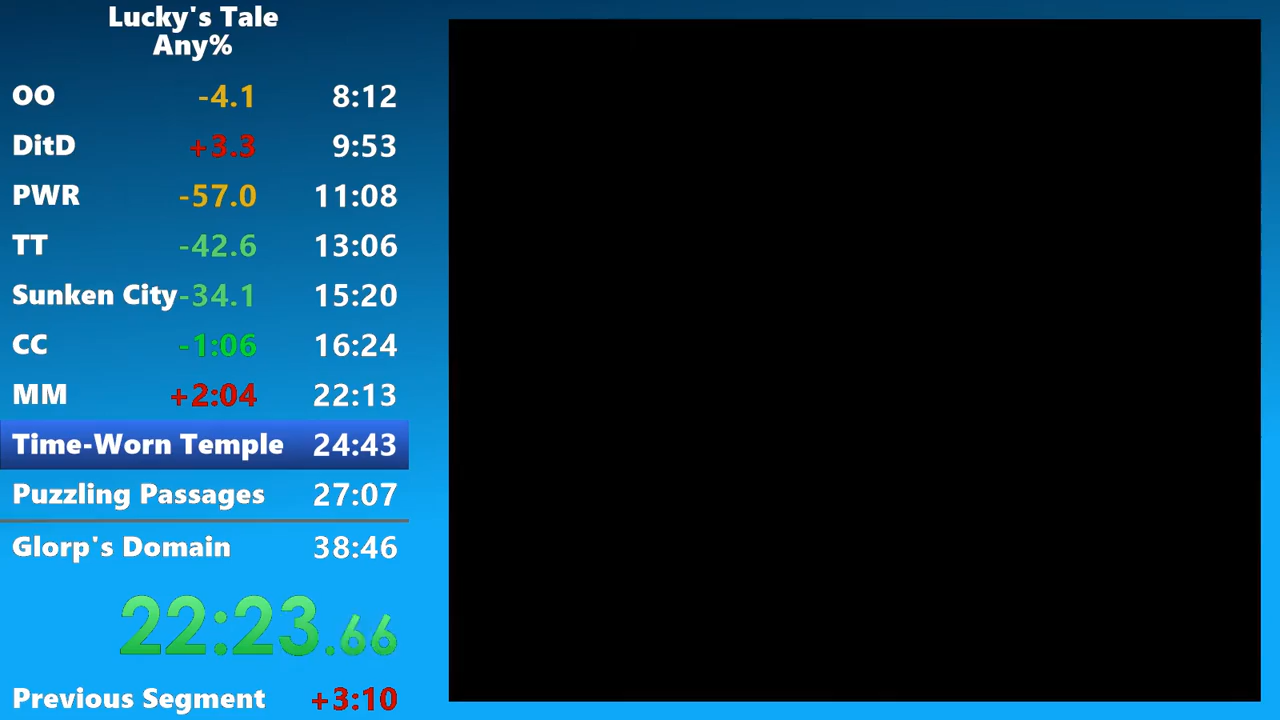 Lucky's Tale
Any%
OO -4.1 8:12
DitD +3.3 9:53
PWR -57.0 11:08
TT -42.6 13:06
Sunken City -34.1 15:20
CC -1:06 16:24
MM +2:04 22:13
Time-Worn Temple 24:43
Puzzling Passages 27:07
Glorp's Domain 38:46
22:23.66
Previous Segment +3:10